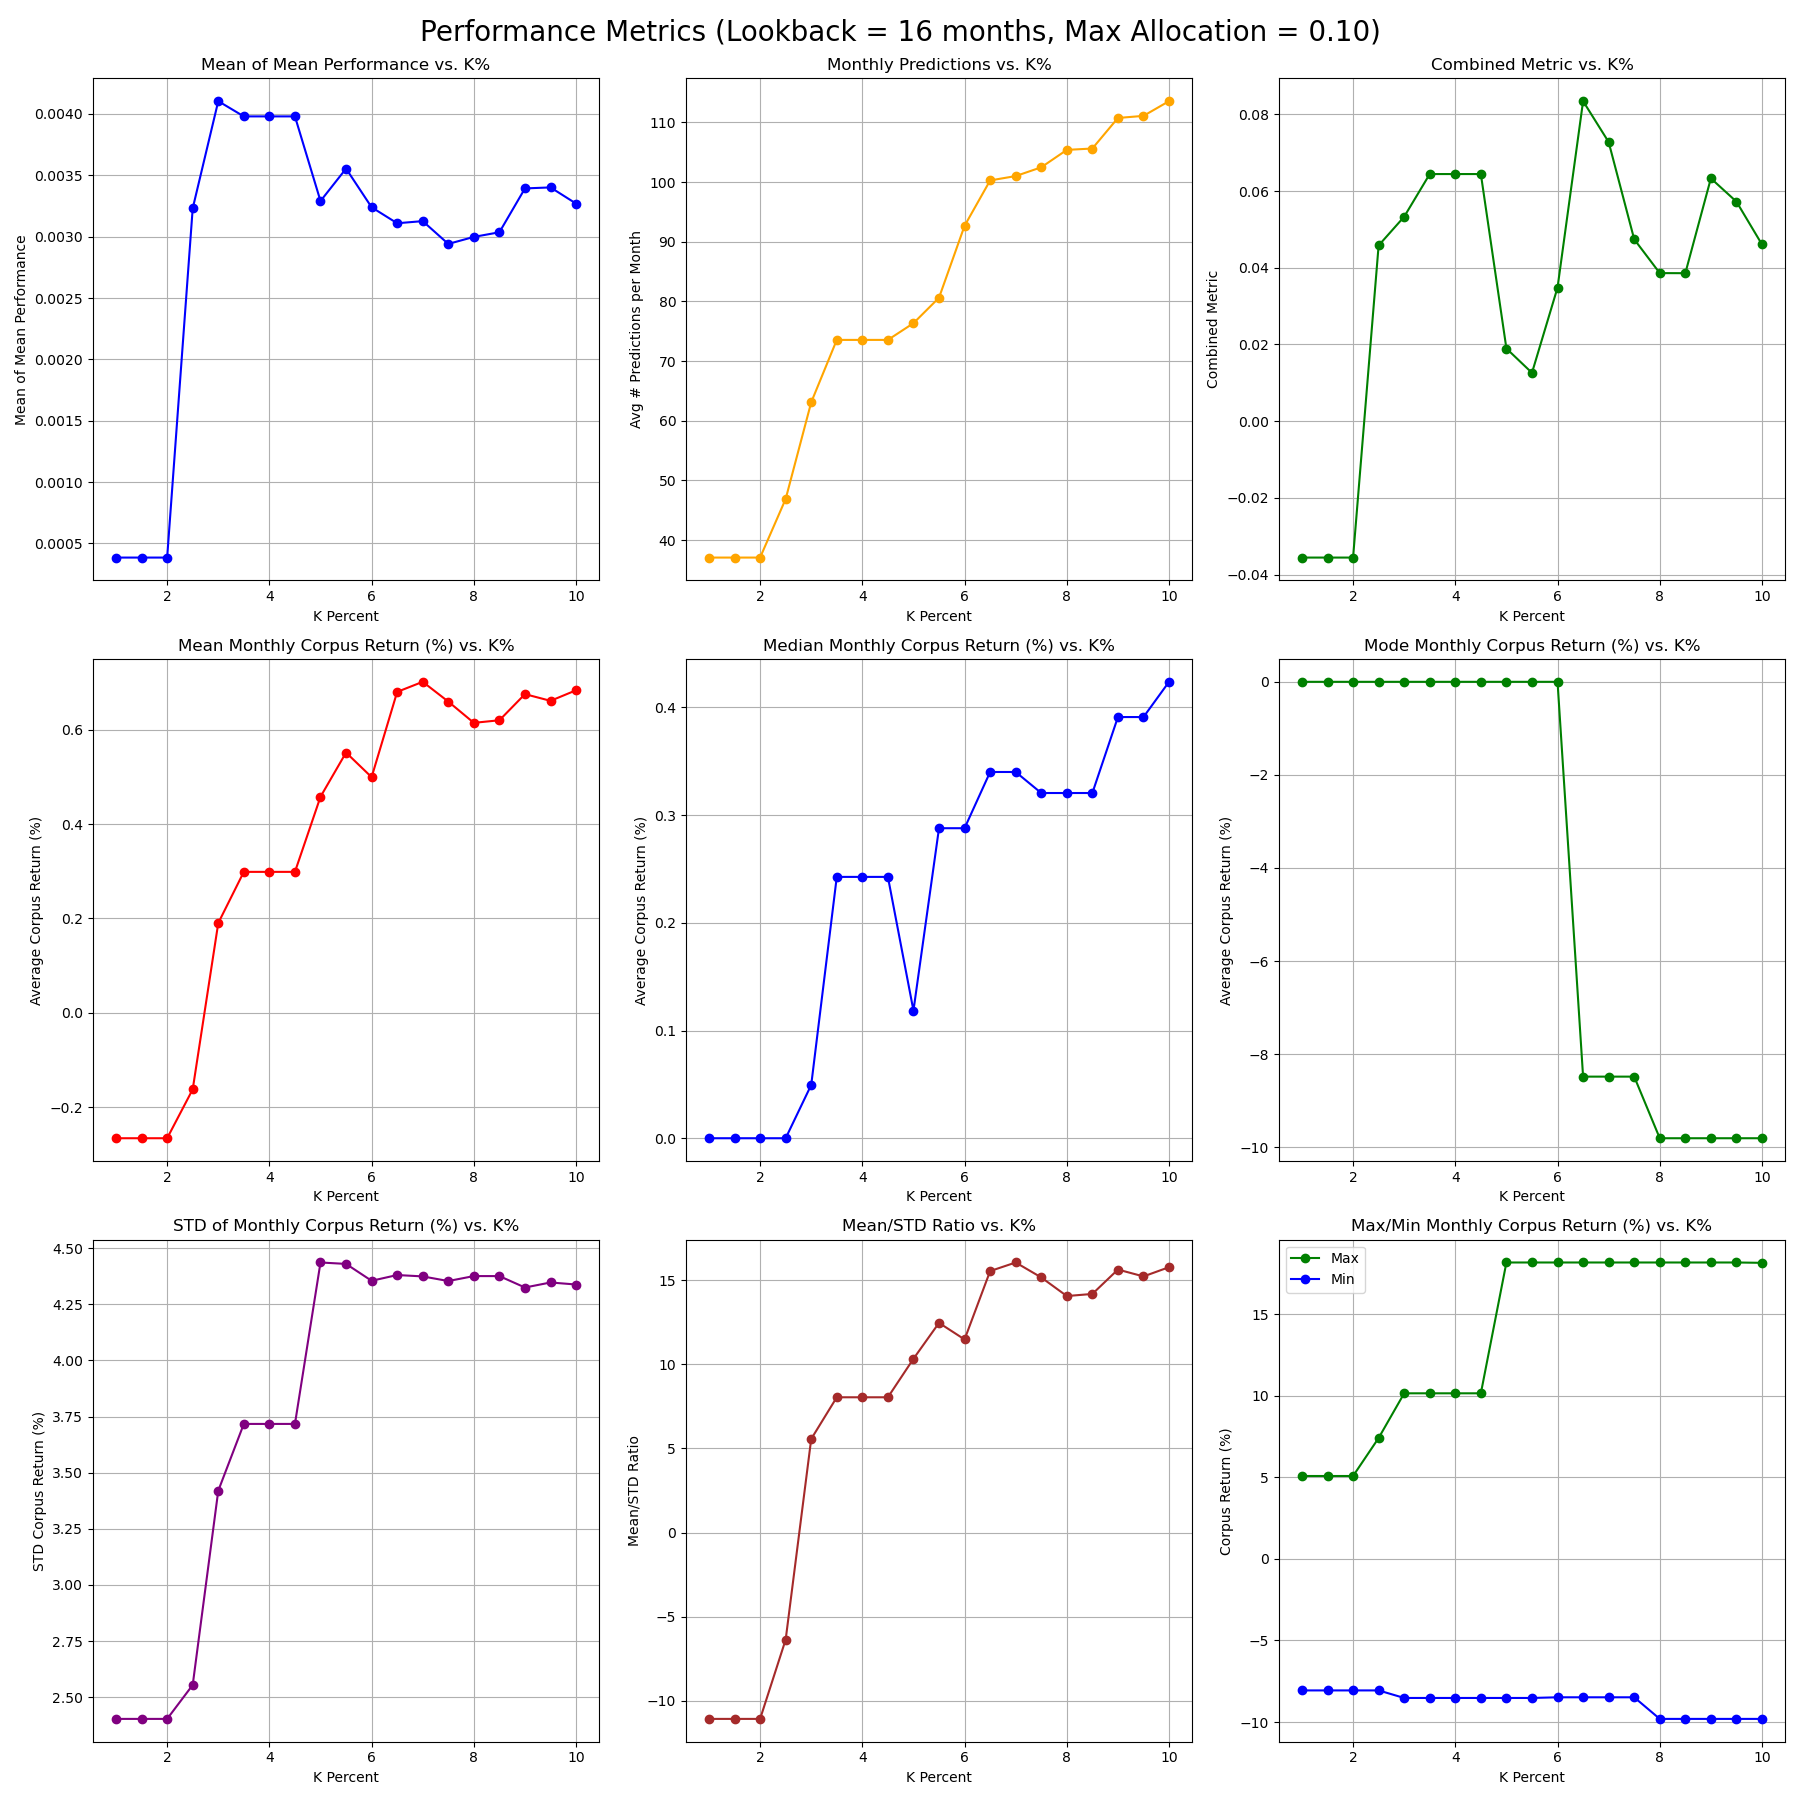 Performance Metrics (Lookback = 16 months, Max Allocation = 0.10)
Mean of Mean Performance vs. K%
Mean of Mean Performance
0.0040
0.0035
0.0030
0.0025
0.0020
0.0015
0.0010
0.0005
2 4 6 8 10
K Percent
Monthly Predictions vs. K%
Avg # Predictions per Month
110
100
90
80
70
60
50
40
2 4 6 8 10
K Percent
Combined Metric vs. K%
Combined Metric
0.08
0.06
0.04
0.02
0.00
−0.02
−0.04
2 4 6 8 10
K Percent
Mean Monthly Corpus Return (%) vs. K%
Average Corpus Return (%)
0.6
0.4
0.2
0.0
−0.2
2 4 6 8 10
K Percent
Median Monthly Corpus Return (%) vs. K%
Average Corpus Return (%)
0.4
0.3
0.2
0.1
0.0
2 4 6 8 10
K Percent
Mode Monthly Corpus Return (%) vs. K%
Average Corpus Return (%)
0
−2
−4
−6
−8
−10
2 4 6 8 10
K Percent
STD of Monthly Corpus Return (%) vs. K%
STD Corpus Return (%)
4.50
4.25
4.00
3.75
3.50
3.25
3.00
2.75
2.50
2 4 6 8 10
K Percent
Mean/STD Ratio vs. K%
Mean/STD Ratio
15
10
5
0
−5
−10
2 4 6 8 10
K Percent
Max/Min Monthly Corpus Return (%) vs. K%
Max
Min
Corpus Return (%)
15
10
5
0
−5
−10
2 4 6 8 10
K Percent